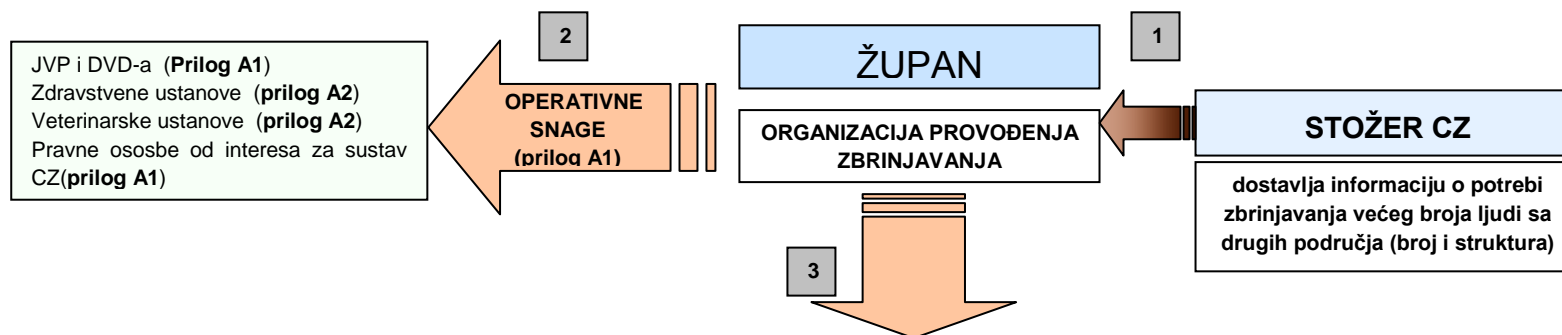 2
1
JVP i DVD-a (Prilog A1)
Zdravstvene ustanove (prilog A2)
Veterinarske ustanove (prilog A2)
Pravne ososbe od interesa za sustav
CZ(prilog A1)
OPERATIVNE
SNAGE
(prilog A1)
ŽUPAN
ORGANIZACIJA PROVOĐENJA
ZBRINJAVANJA
STOŽER CZ
dostavlja informaciju o potrebi
zbrinjavanja većeg broja ljudi sa
drugih područja (broj i struktura)
3